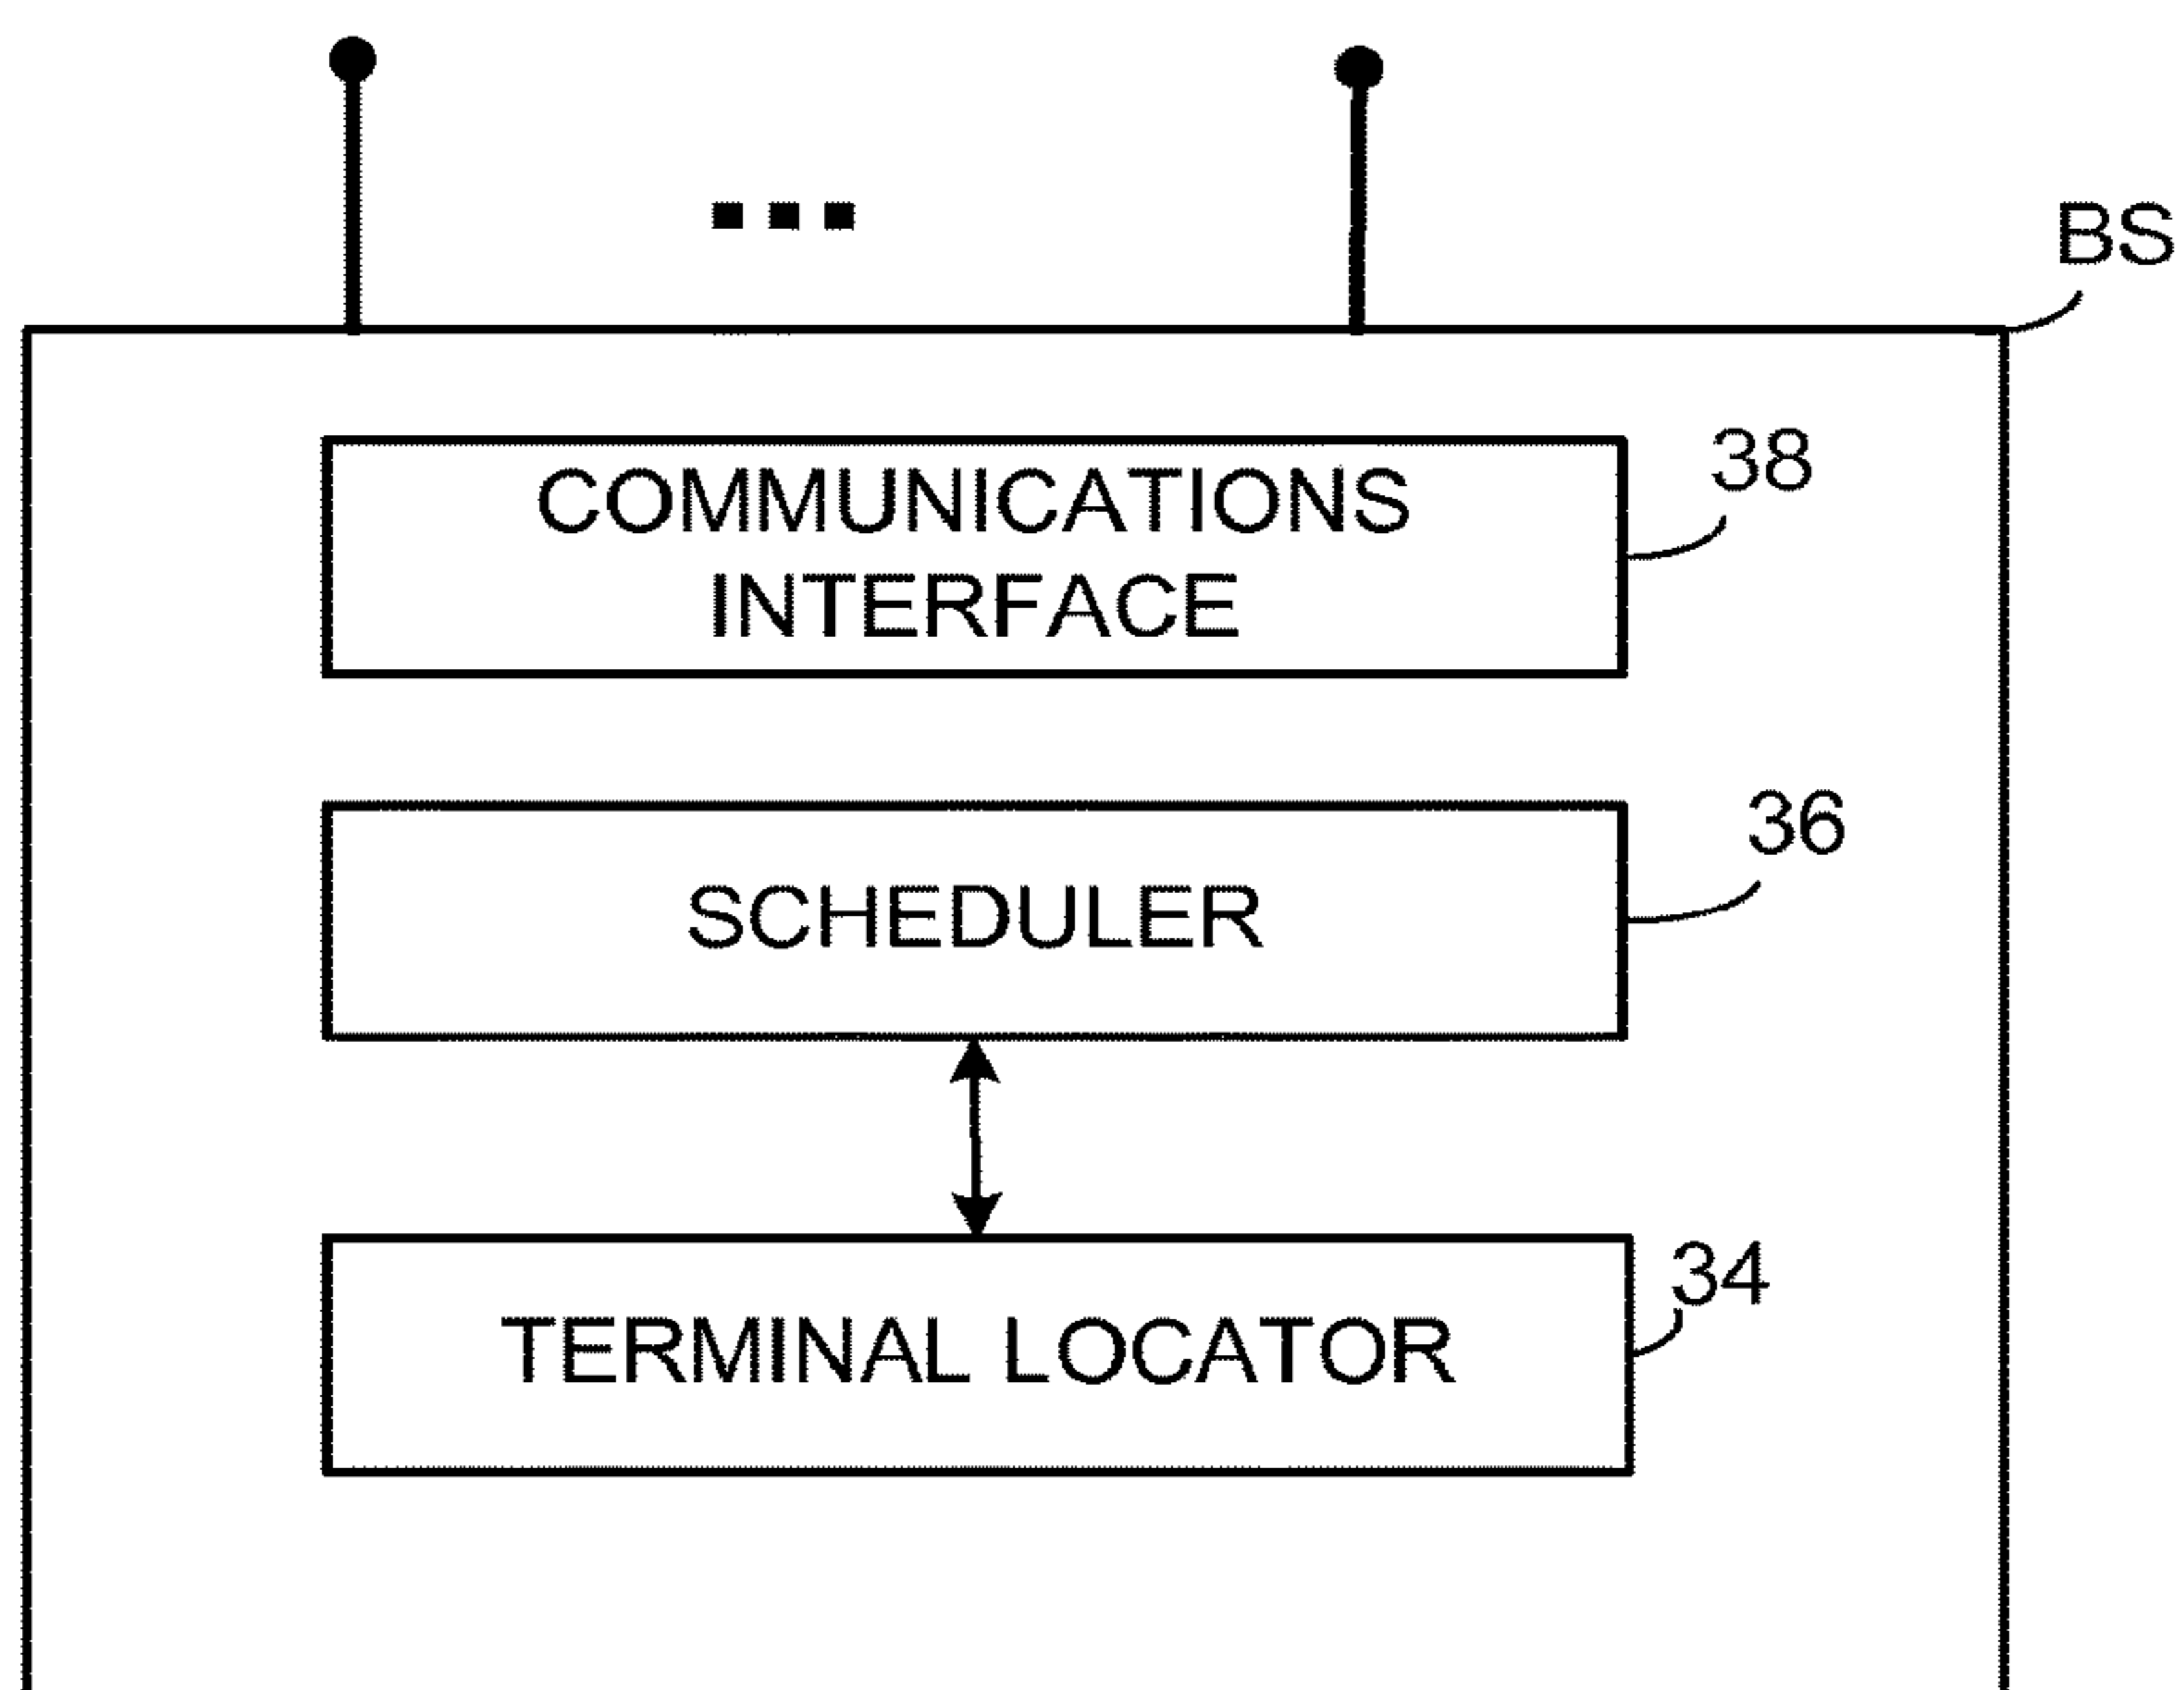 BS
COMMUNICATIONS
INTERFACE
38
SCHEDULER
36
TERMINAL LOCATOR
34